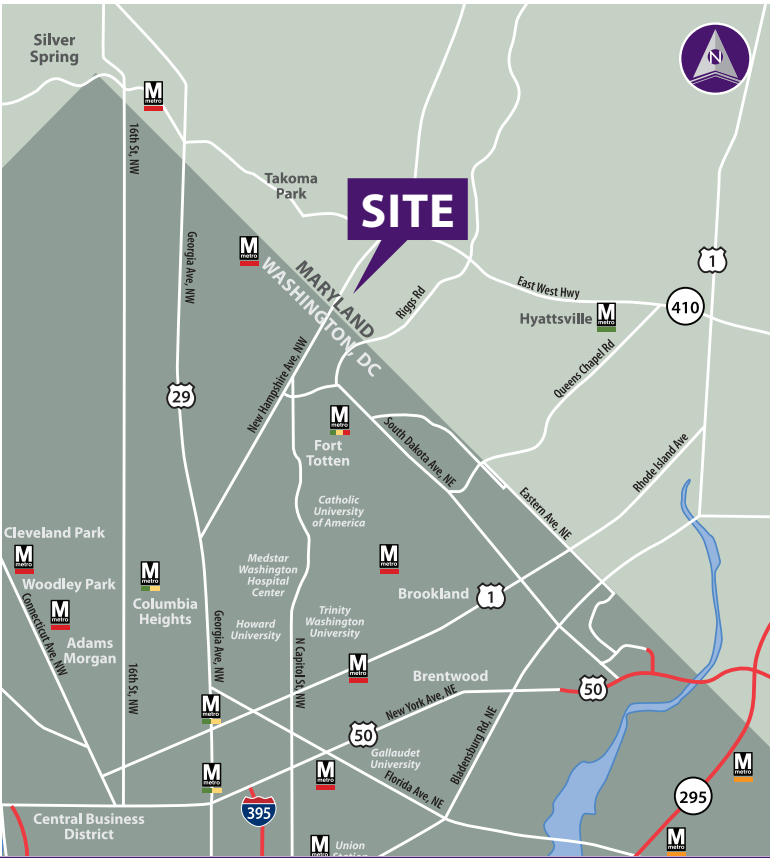 Silver
Spring
N
M
metro
16th St, NW
Takoma
Park
SITE
Georgia Ave, NW
M
metro
MARYLAND
WASHINGTON, DC
Riggs Rd
East West Hwy
1
Hyattsville
M
metro
410
Queens Chapel Rd
New Hampshire Ave, NW
29
M
metro
Fort
Totten
South Dakota Ave, NE
Rhode Island Ave
Eastern Ave, NE
Catholic
University
of America
Cleveland Park
M
metro
Woodley Park
M
metro
Connecticut Ave, NW
Adams
Morgan
M
metro
Columbia
Heights
Medstar
Washington
Hospital
Center
Howard
University
Trinity
Washington
University
M
metro
Brookland
1
16th St, NW
Georgia Ave, NW
N Capitol St, NW
M
metro
Brentwood
50
New York Ave, NE
M
metro
50
Gallaudet
University
Bladensburg Rd, NE
Florida Ave, NE
M
metro
M
metro
M
metro
295
Central Business
District
395
M
metro
Union
M
metro